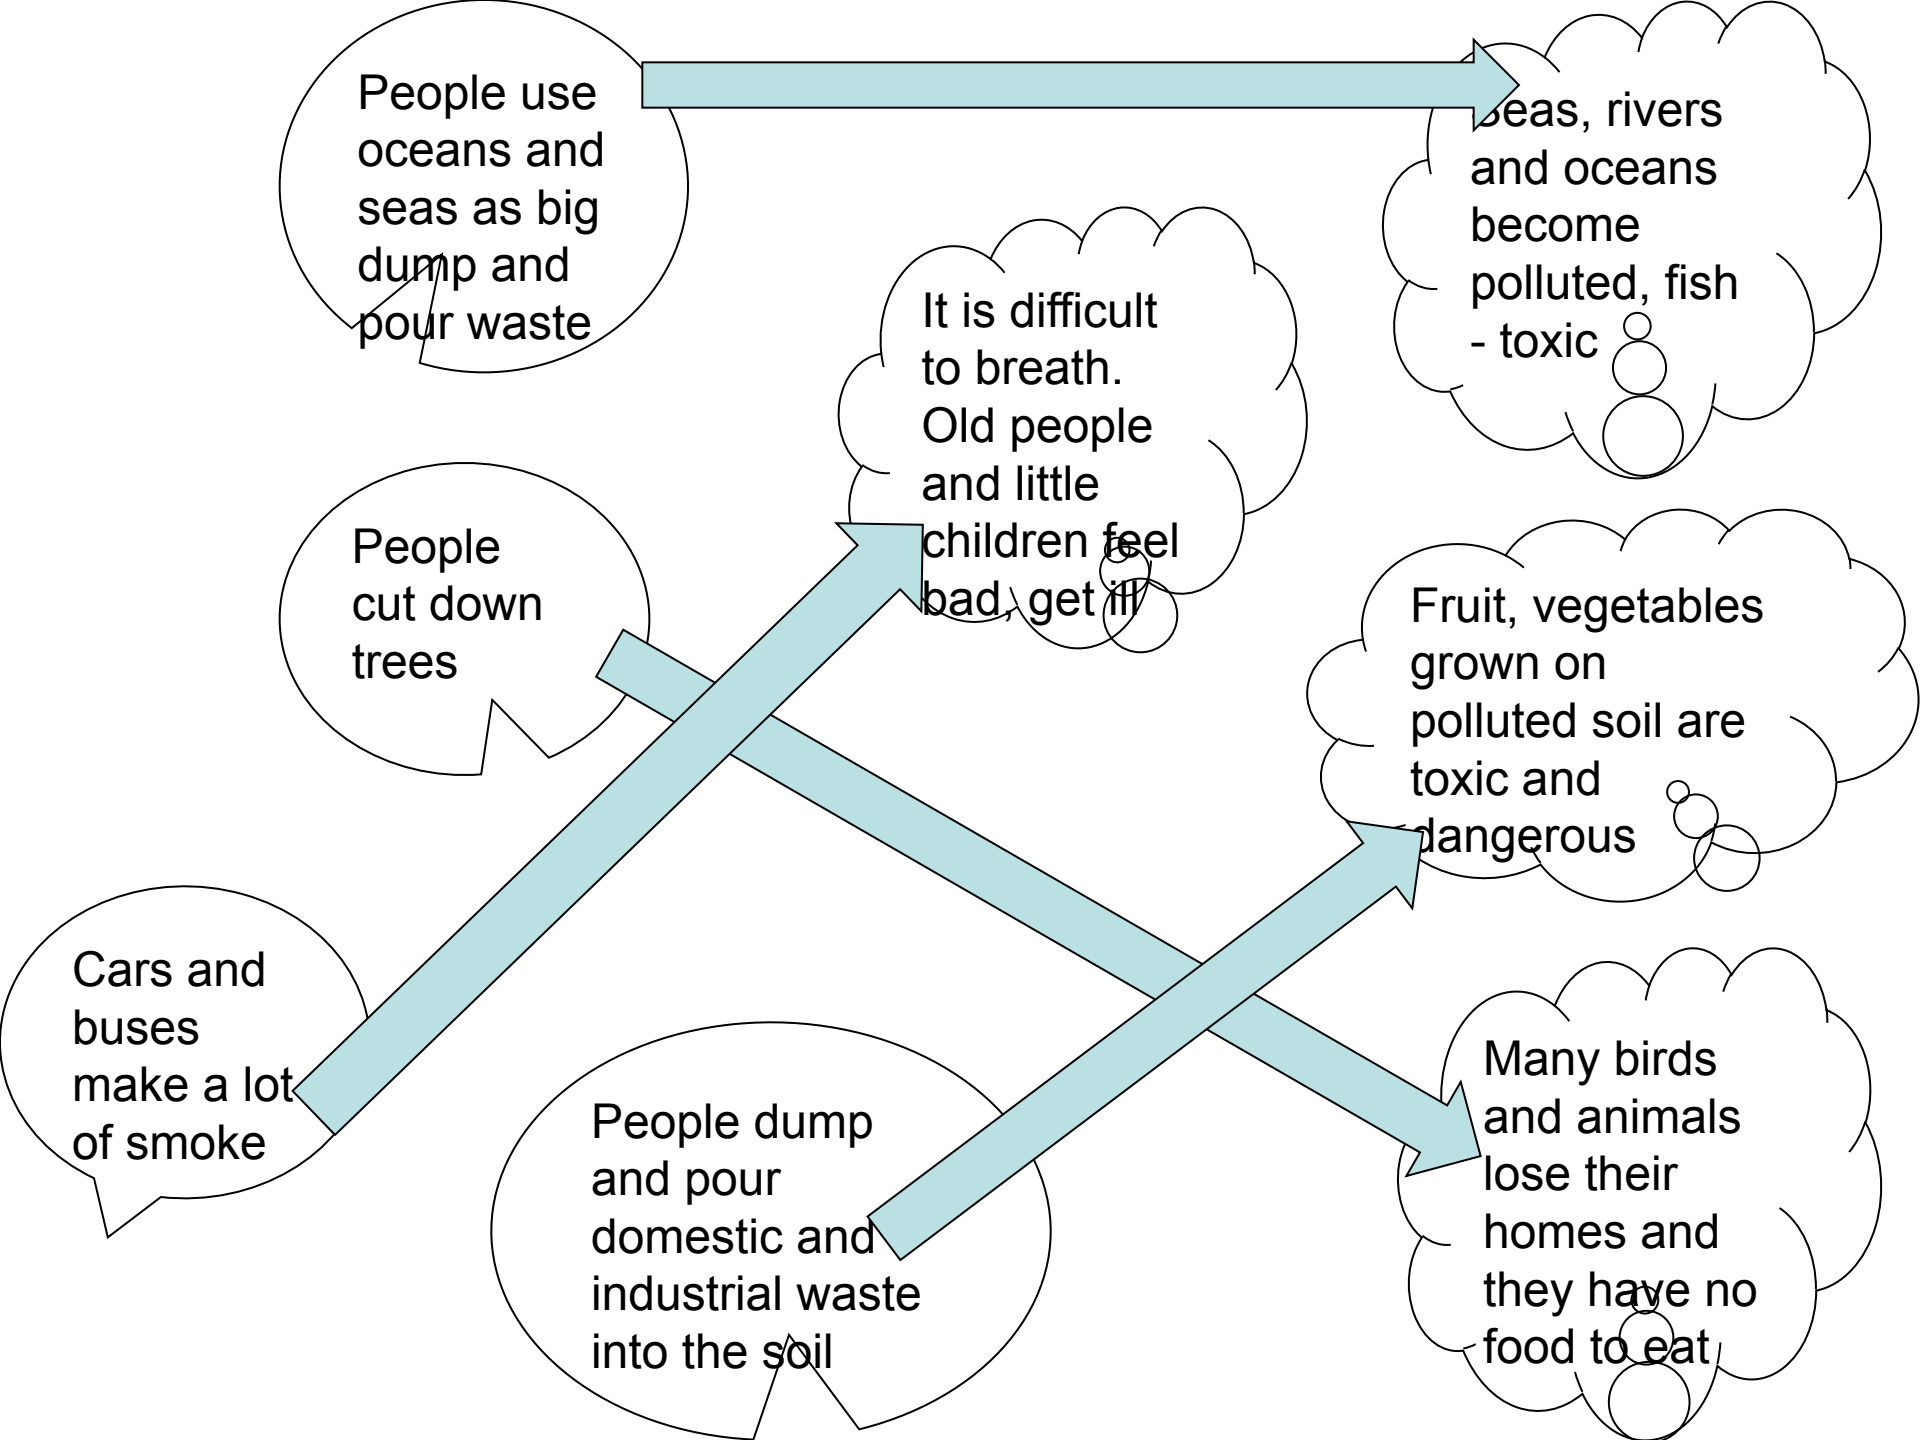 People use
oceans and
seas as big
dump and
pour waste
Seas, rivers
and oceans
become
polluted, fish
- toxic
It is difficult
to breath.
Old people
and little
children feel
bad, get ill
People
cut down
trees
Fruit, vegetables
grown on
polluted soil are
toxic and
dangerous
Cars and
buses
make a lot
of smoke
People dump
and pour
domestic and
industrial waste
into the soil
Many birds
and animals
lose their
homes and
they have no
food to eat